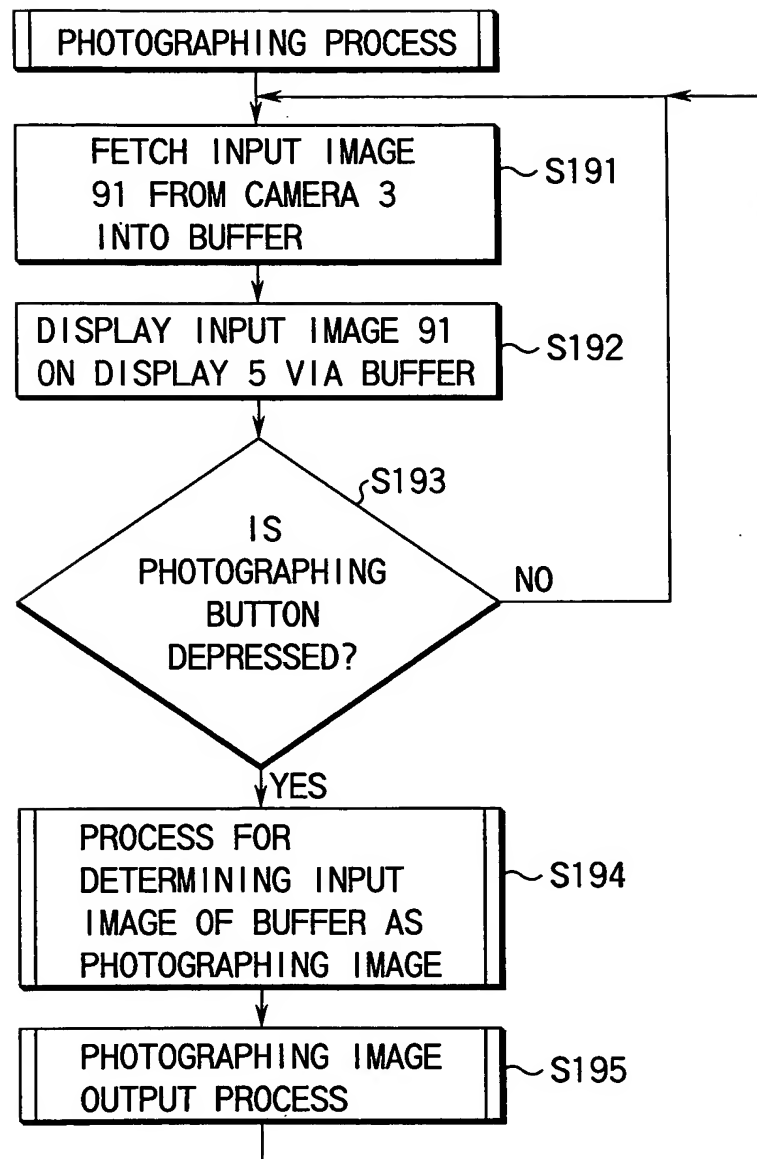 PHOTOGRAPHING PROCESS
FETCH INPUT IMAGE
91 FROM CAMERA 3
INTO BUFFER
S191
DISPLAY INPUT IMAGE 91
ON DISPLAY 5 VIA BUFFER
S192
S193
IS
PHOTOGRAPHING
BUTTON
DEPRESSED?
NO
YES
PROCESS FOR
DETERMINING INPUT
IMAGE OF BUFFER AS
PHOTOGRAPHING IMAGE
S194
PHOTOGRAPHING IMAGE
OUTPUT PROCESS
S195